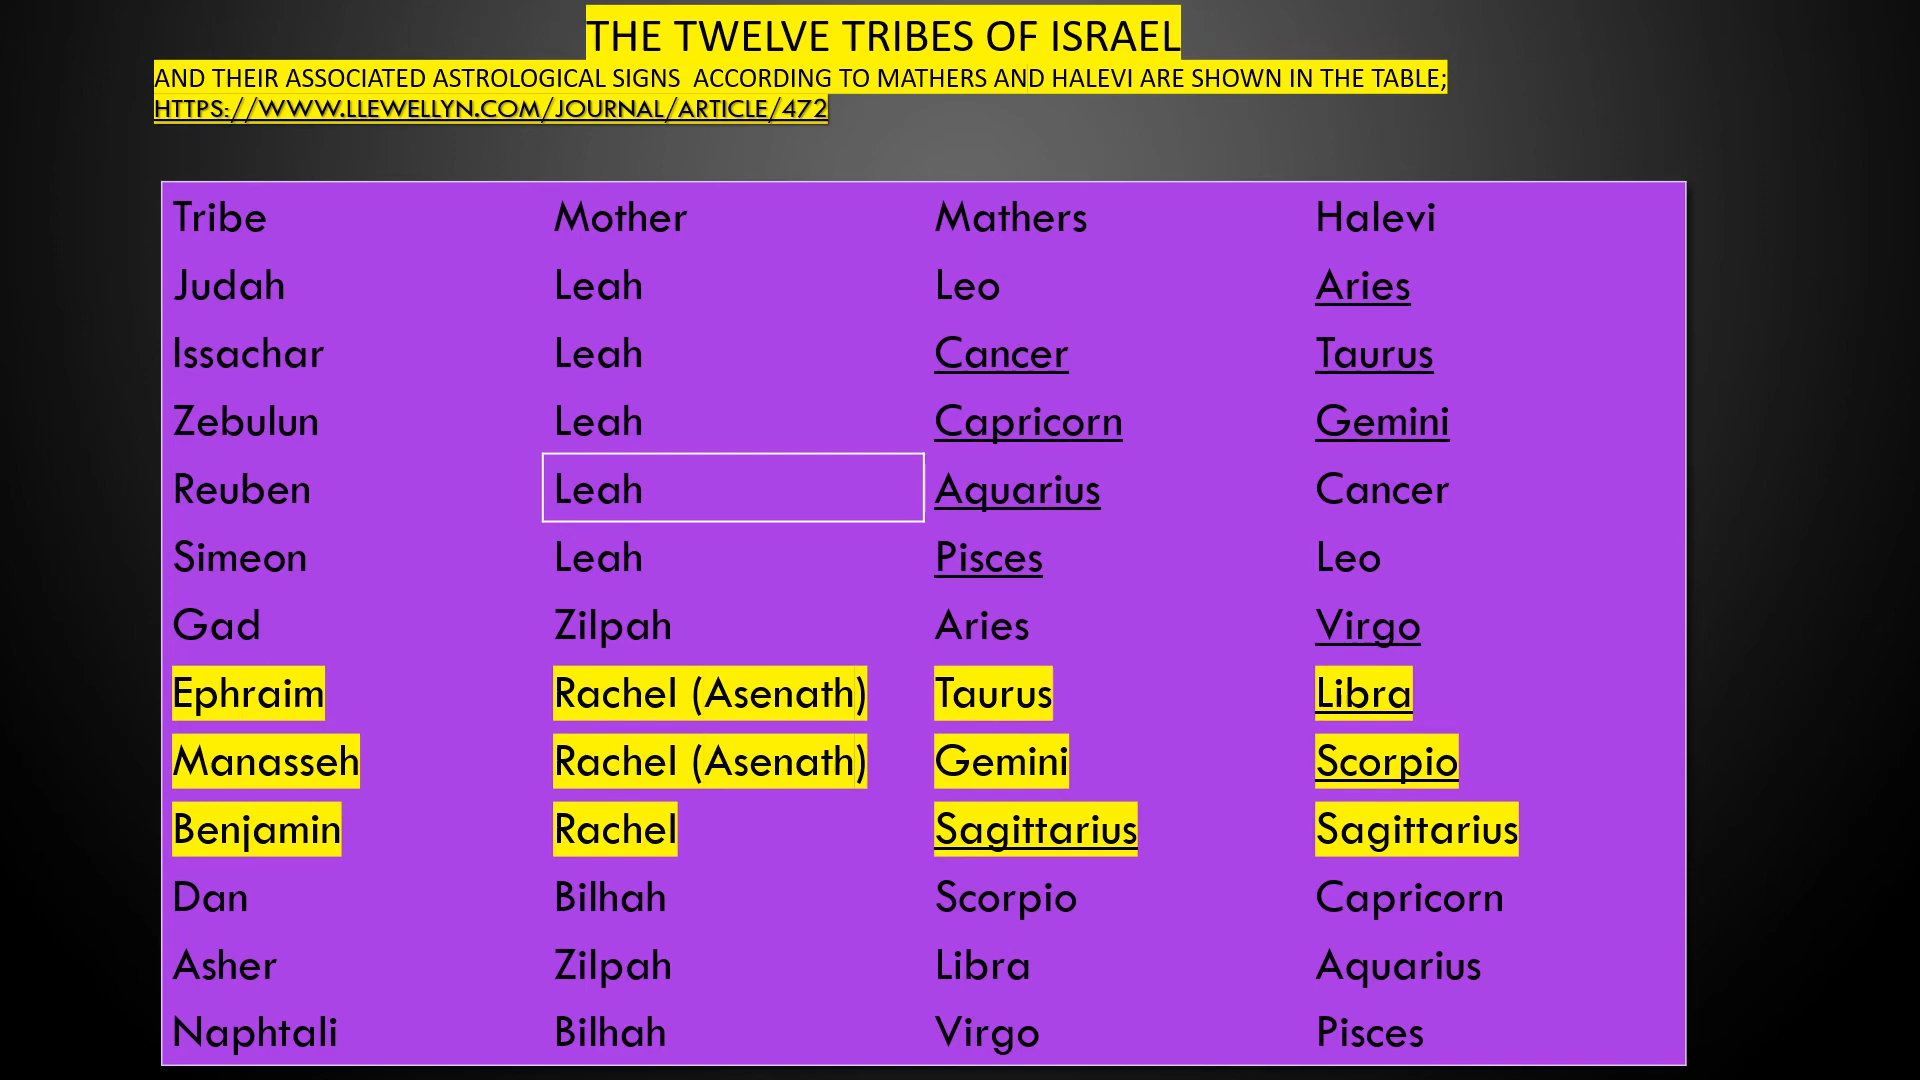 THE TWELVE TRIBES OF ISRAEL
AND THEIR ASSOCIATED ASTROLOGICAL SIGNS  ACCORDING TO MATHERS AND HALEVI ARE SHOWN IN THE TABLE;
HTTPS://WWW.LLEWELLYN.COM/JOURNAL/ARTICLE/472
Tribe Mother Mathers Halevi
Judah Leah Leo Aries
Issachar Leah Cancer Taurus
Zebulun Leah Capricorn Gemini
Reuben Leah Aquarius Cancer
Simeon Leah Pisces Leo
Gad Zilpah Aries Virgo
Ephraim Rachel (Asenath) Taurus Libra
Manasseh Rachel (Asenath) Gemini Scorpio
Benjamin Rachel Sagittarius Sagittarius
Dan Bilhah Scorpio Capricorn
Asher Zilpah Libra Aquarius
Naphtali Bilhah Virgo Pisces